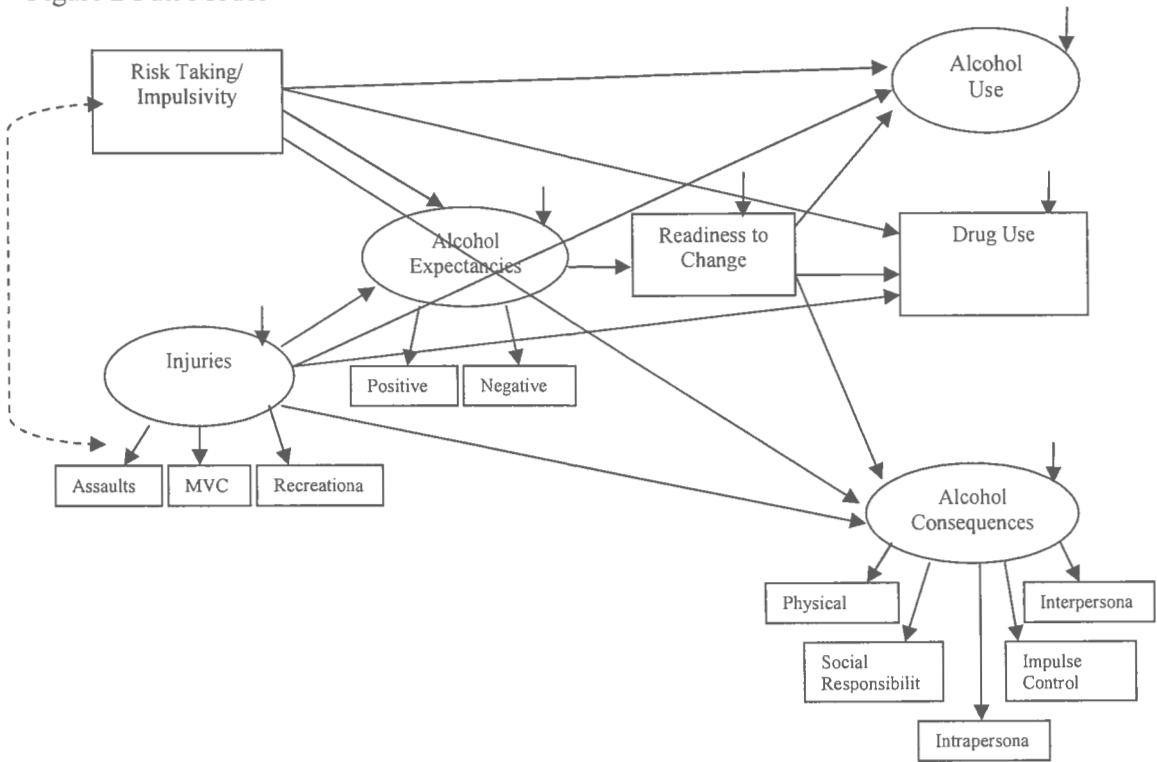 Risk Taking/
Impulsivity
Alcohol
Use
Alcohol
Expectancies
Readiness to
Change
Drug Use
Injuries
Positive
Negative
Assaults
MVC
Recreationa
Alcohol
Consequences
Physical
Interpersona
Social
Responsibilit
Impulse
Control
Intrapersona